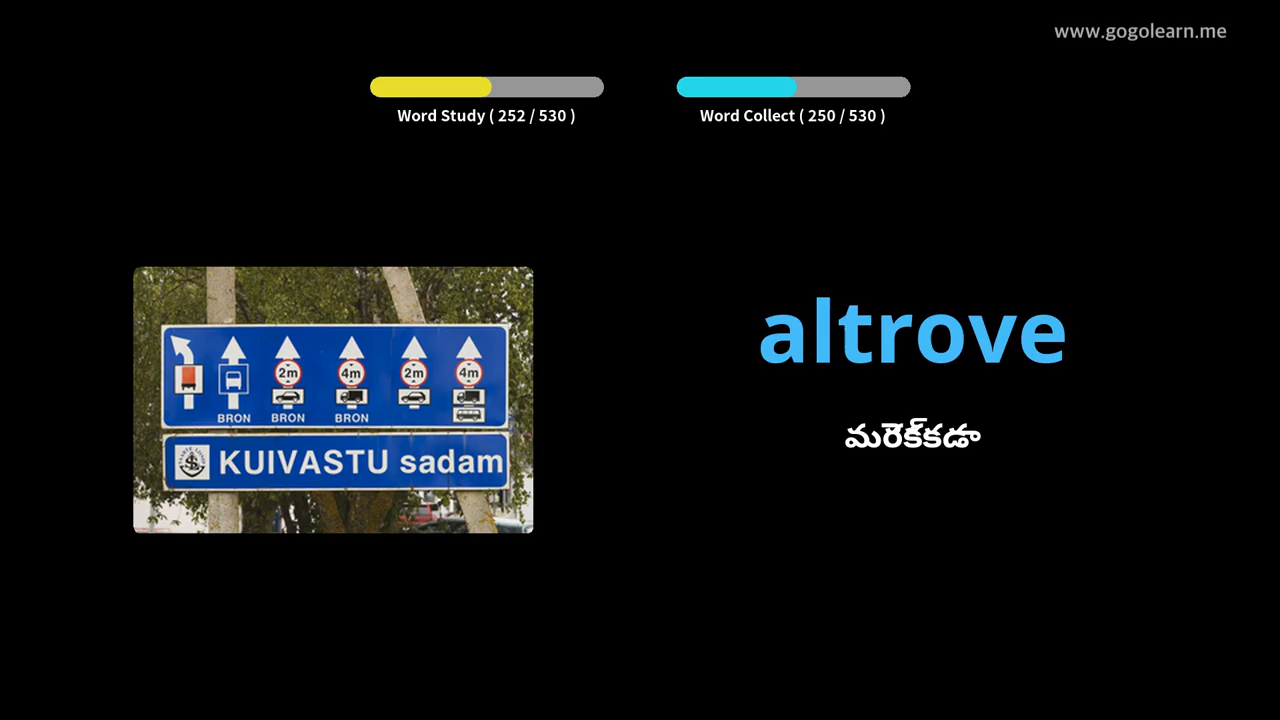 www.gogolearn.me
Word Study ( 252 / 530 )
Word Collect ( 250 / 530 )
2m 4m 2m 4m
BRON BRON BRON
KUIVASTU sadam
altrove
మరెక్కడా